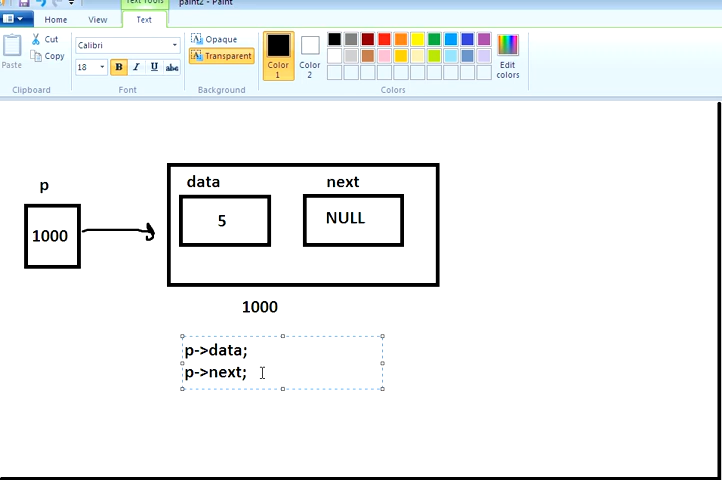 Text Tools
paint2 - Paint
Home
View
Text
Paste
Cut
Copy
Clipboard
Calibri
18
B
I
U
abc
Font
Opaque
Transparent
Background
Color 1
Color 2
Edit colors
Colors
p
1000
data
next
5
NULL
1000
p->data;
p->next;